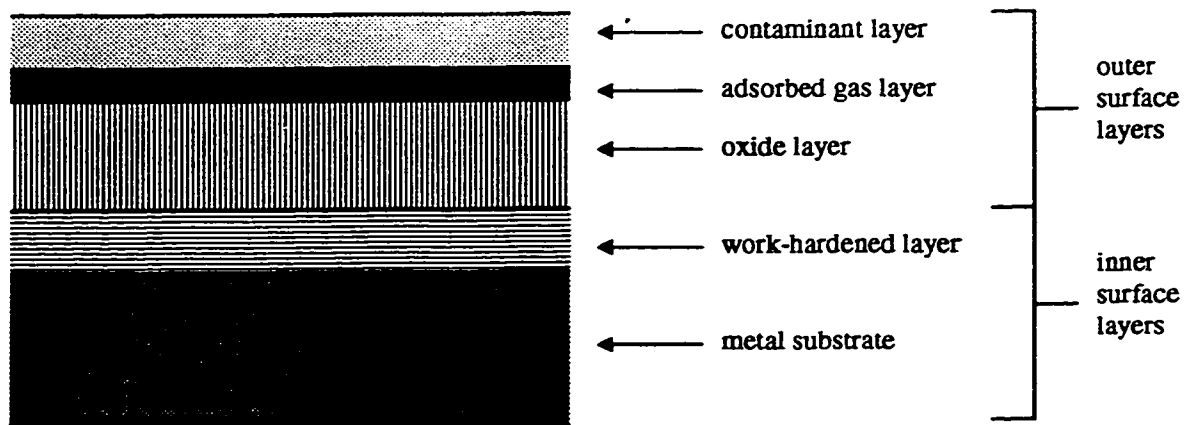 contaminant layer
adsorbed gas layer
oxide layer
work-hardened layer
metal substrate
outer
surface
layers
inner
surface
layers